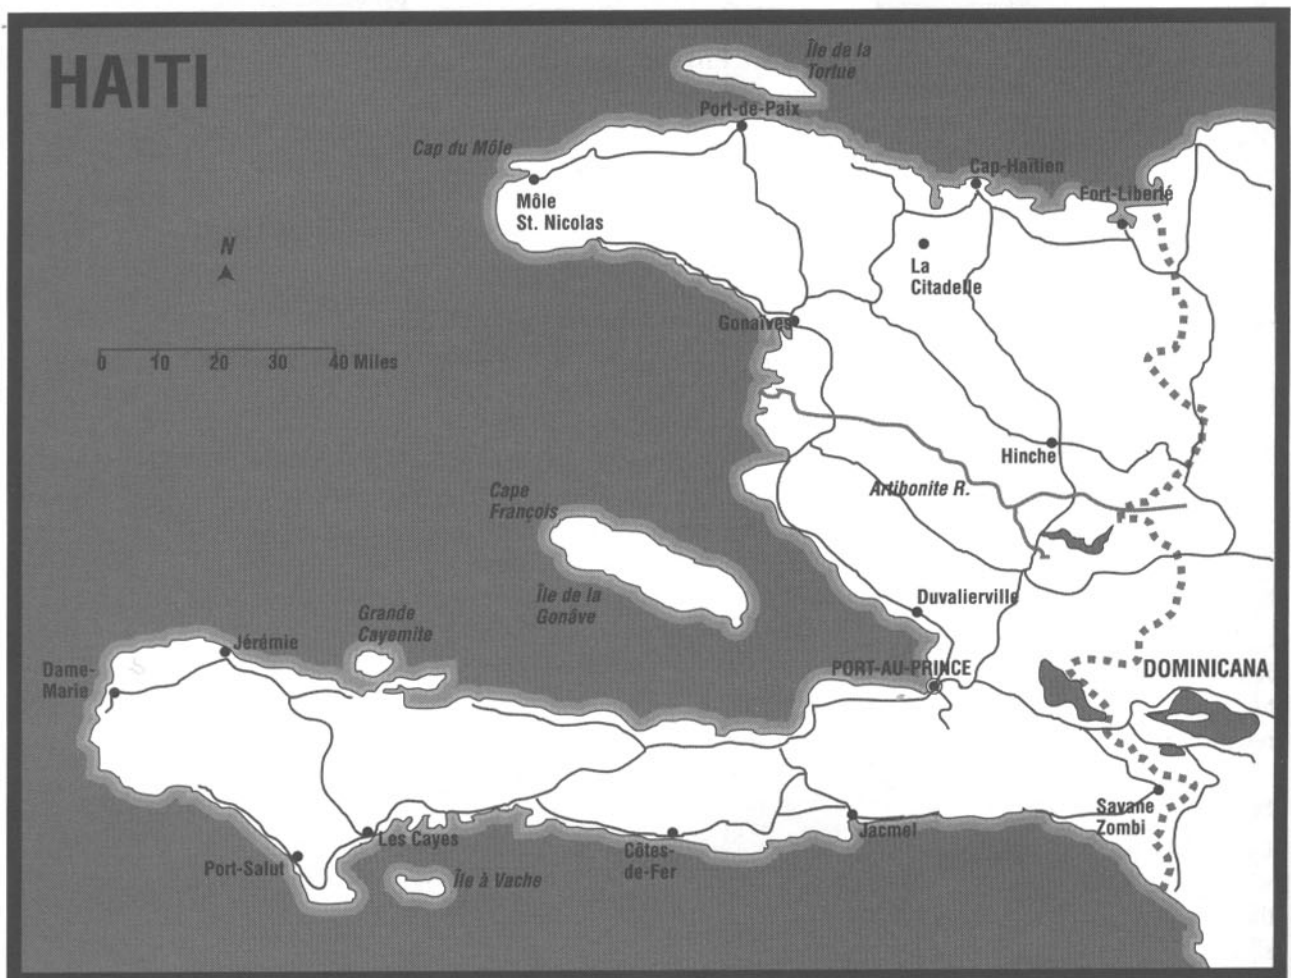 HAITI
Île de la
Tortue
Port-de-Paix
Cap du Môle
Cap-Haïtien
Fort-Liberté
Môle
St. Nicolas
N
La
Citadelle
Gonaïves
0 10 20 30 40 Miles
Hinche
Artibonite R.
Cape
François
Île de la
Gonâve
Duvalierville
Grande
Cayemite
Jérémie
Dame-
Marie
PORT-AU-PRINCE
DOMINICANA
Savane
Zombi
Jacmel
Les Cayes
Côtes-
de-Fer
Port-Salut
Île à Vache